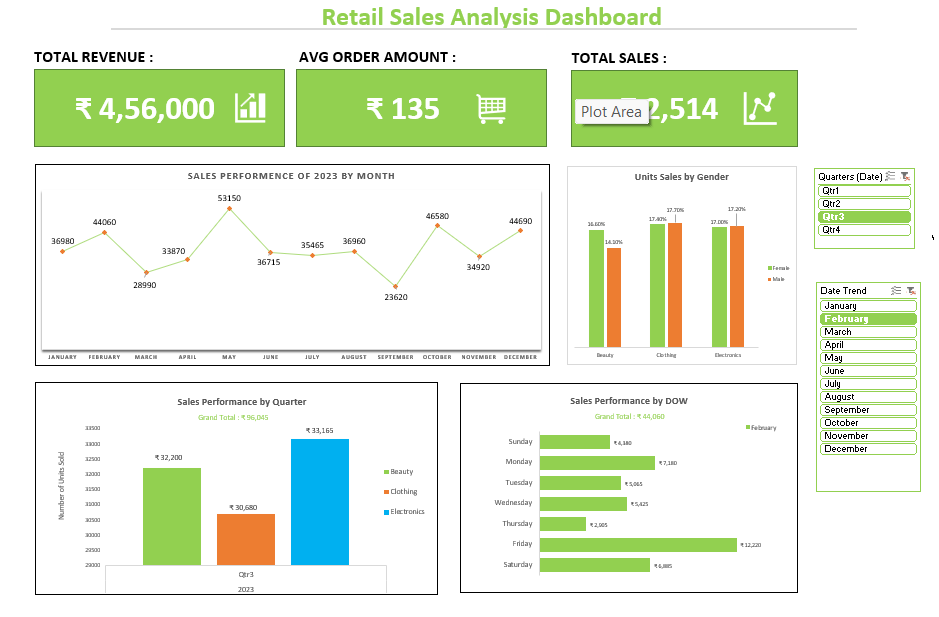 Retail Sales Analysis Dashboard
TOTAL REVENUE :
AVG ORDER AMOUNT :
TOTAL SALES :
₹ 4,56,000
₹ 135
2,514
Plot Area
SALES PERFORMENCE OF 2023 BY MONTH
36980
44060
28990
33870
53150
36715
35465
36960
23620
46580
34920
44690
JANUARY FEBRUARY MARCH APRIL MAY JUNE JULY AUGUST SEPTEMBER OCTOBER NOVEMBER DECEMBER
Units Sales by Gender
16.60%
14.10%
17.40%
17.70%
17.00%
17.20%
Female
Male
Beauty Clothing Electronics
Quarters (Date)
Qtr1
Qtr2
Qtr3
Qtr4
Date Trend
January
February
March
April
May
June
July
August
September
October
November
December
Sales Performance by Quarter
Grand Total : ₹ 96,045
Number of Units Sold
33500
33000
32500
32000
31500
31000
30500
30000
29500
29000
₹ 32,200
₹ 30,680
₹ 33,165
Qtr3
2023
Beauty
Clothing
Electronics
Sales Performance by DOW
Grand Total : ₹ 44,060
February
Sunday ₹ 4,380
Monday ₹ 7,180
Tuesday ₹ 5,065
Wednesday ₹ 5,425
Thursday ₹ 2,905
Friday ₹ 12,220
Saturday ₹ 6,885